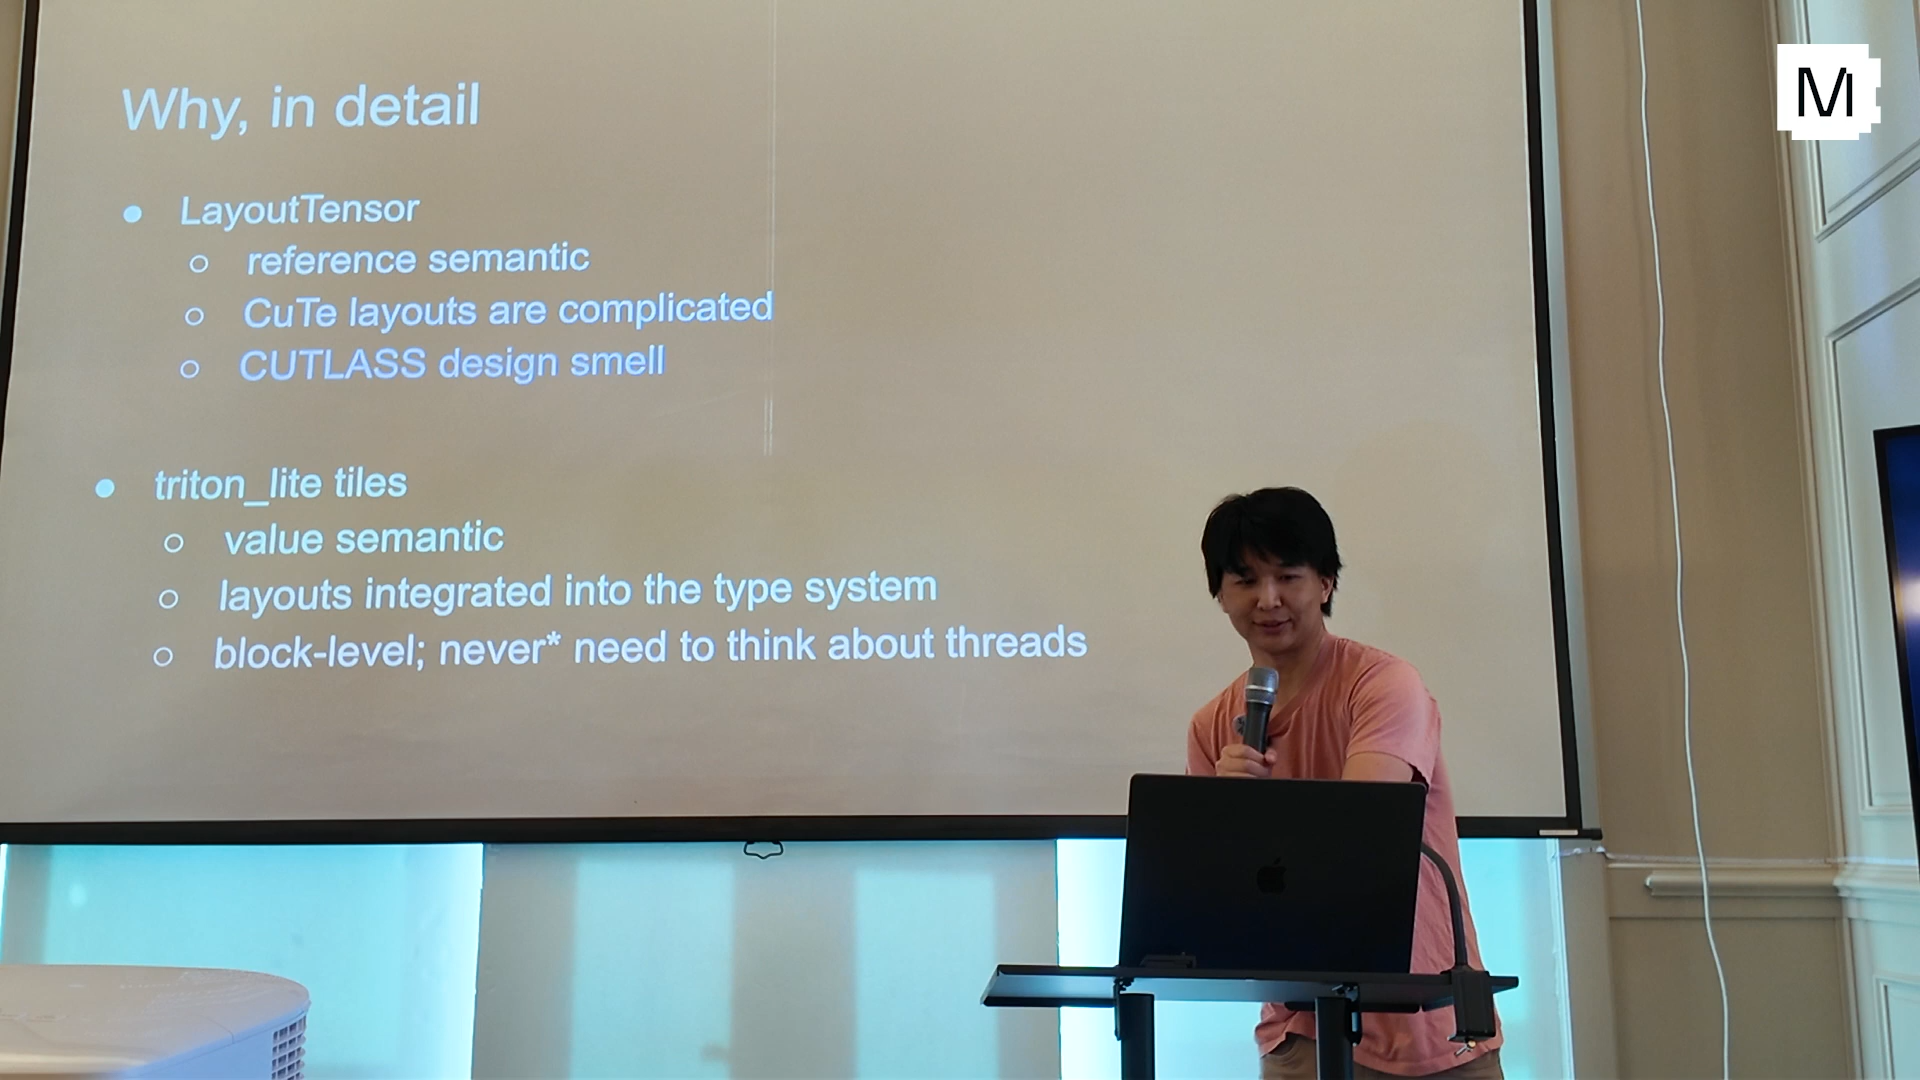 Why, in detail
● LayoutTensor
○ reference semantic
○ CuTe layouts are complicated
○ CUTLASS design smell
● triton_lite tiles
○ value semantic
○ layouts integrated into the type system
○ block-level; never* need to think about threads
M